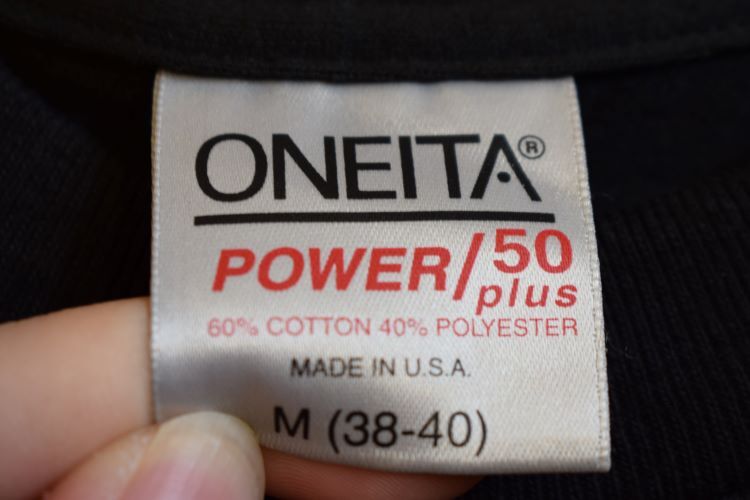 ONEITA®
POWER/50 plus
60% COTTON 40% POLYESTER
MADE IN U.S.A.
M (38-40)